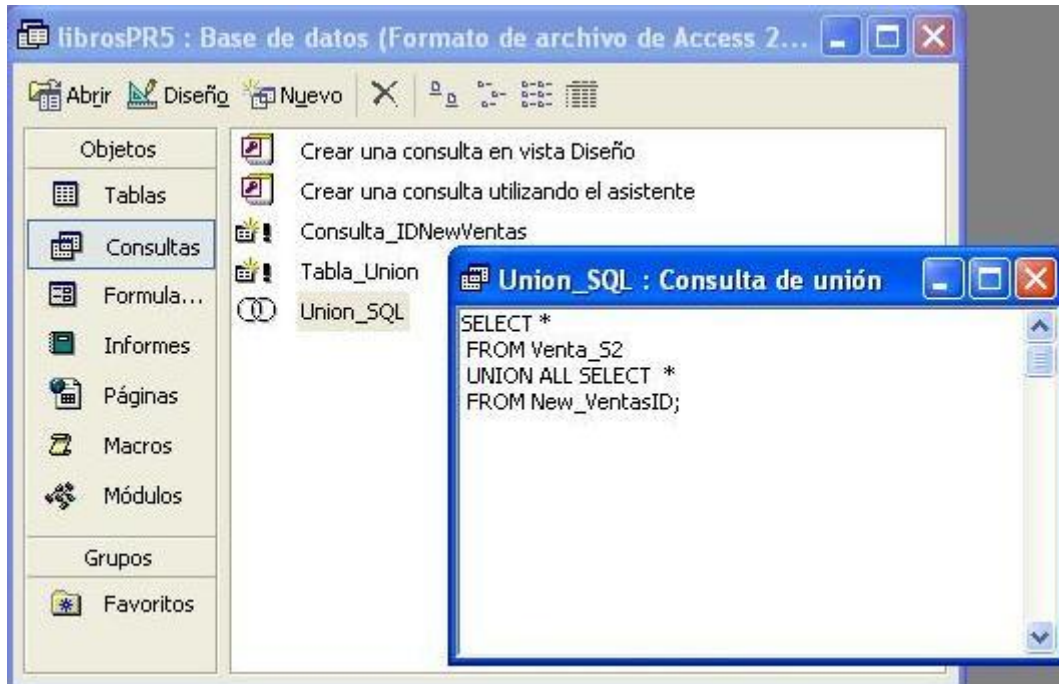 librosPR5 : Base de datos (Formato de archivo de Access 2...
Abrir Diseño Nuevo
Objetos
Tablas
Consultas
Formula...
Informes
Páginas
Macros
Módulos
Grupos
Favoritos
Crear una consulta en vista Diseño
Crear una consulta utilizando el asistente
Consulta_IDNewVentas
Tabla_Union
Union_SQL
Union_SQL : Consulta de unión
SELECT *
FROM Venta_S2
UNION ALL SELECT *
FROM New_VentasID;